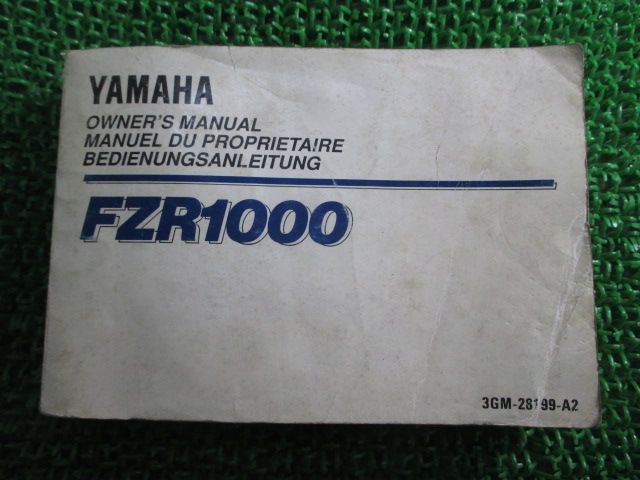 YAMAHA
OWNER'S MANUAL
MANUEL DU PROPRIETAIRE
BEDIENUNGSANLEITUNG
FZR1000
3GM-28199-A2